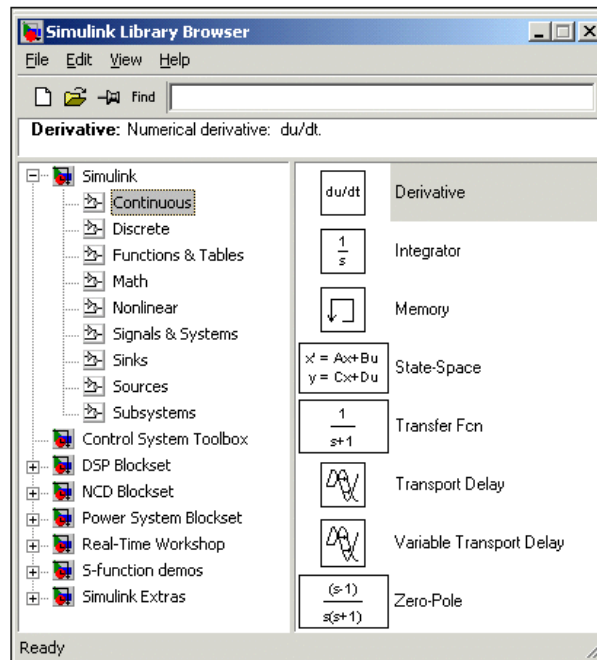 Simulink Library Browser
File Edit View Help
Find
Derivative: Numerical derivative: du/dt.
Simulink
Continuous
Discrete
Functions & Tables
Math
Nonlinear
Signals & Systems
Sinks
Sources
Subsystems
Control System Toolbox
DSP Blockset
NCD Blockset
Power System Blockset
Real-Time Workshop
S-function demos
Simulink Extras
du/dt Derivative
1
s
Integrator
Memory
x' = Ax+Bu
y = Cx+Du
State-Space
1
s+1
Transfer Fcn
Transport Delay
Variable Transport Delay
(s-1)
s(s+1)
Zero-Pole
Ready